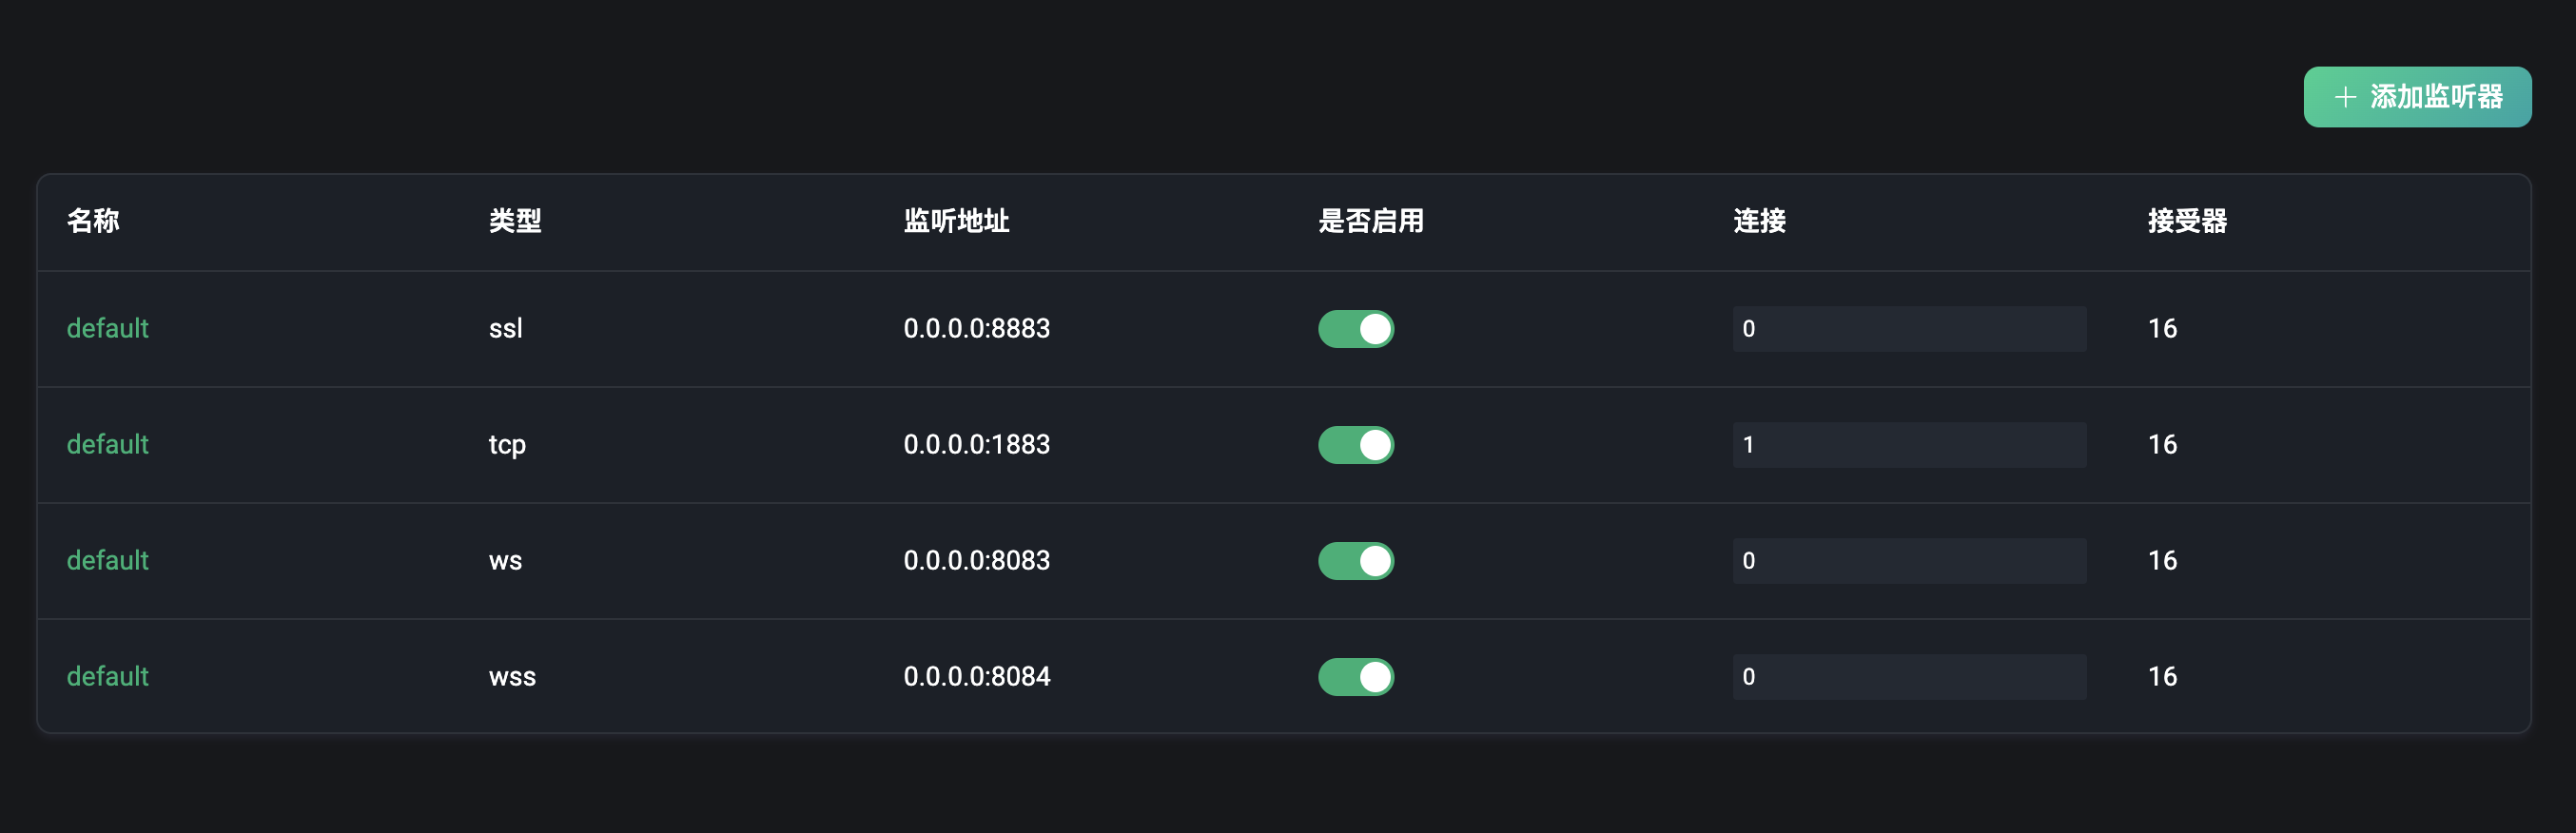 添加监听器
名称 类型 监听地址 是否启用 连接 接受器
default ssl 0.0.0.0:8883 0 16
default tcp 0.0.0.0:1883 1 16
default ws 0.0.0.0:8083 0 16
default wss 0.0.0.0:8084 0 16